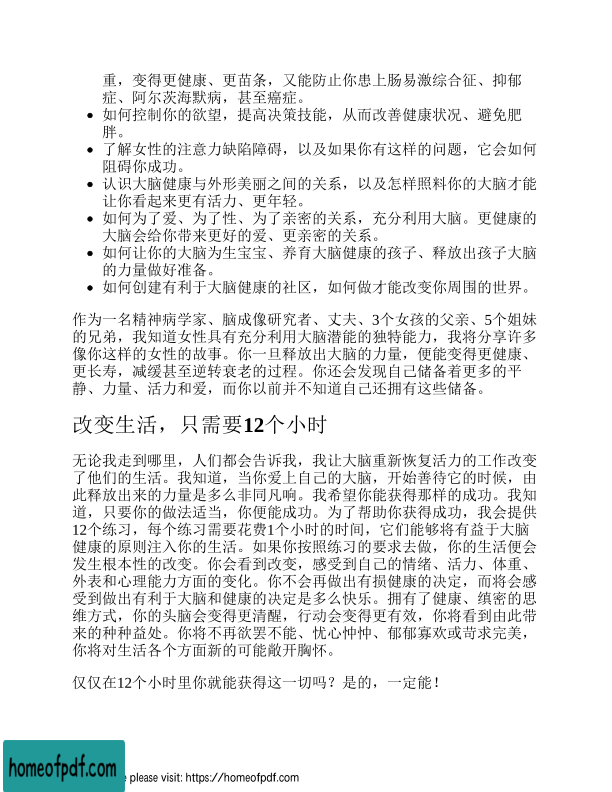 重，变得更健康、更苗条，又能防止你患上肠易激综合征、抑郁
症、阿尔茨海默病，甚至癌症。
如何控制你的欲望，提高决策技能，从而改善健康状况、避免肥
胖。
了解女性的注意力缺陷障碍，以及如果你有这样的问题，它会如何
阻碍你成功。
认识大脑健康与外形美丽之间的关系，以及怎样照料你的大脑才能
让你看起来更有活力、更年轻。
如何为了爱、为了性、为了亲密的关系，充分利用大脑。更健康的
大脑会给你带来更好的爱、更亲密的关系。
如何让你的大脑为生宝宝、养育大脑健康的孩子、释放出孩子大脑
的力量做好准备。
如何创建有利于大脑健康的社区，如何做才能改变你周围的世界。
作为一名精神病学家、脑成像研究者、丈夫、3个女孩的父亲、5个姐妹
的兄弟，我知道女性具有充分利用大脑潜能的独特能力，我将分享许多
像你这样的女性的故事。你一旦释放出大脑的力量，便能变得更健康、
更长寿，减缓甚至逆转衰老的过程。你还会发现自己储备着更多的平
静、力量、活力和爱，而你以前并不知道自己还拥有这些储备。
改变生活，只需要12个小时
无论我走到哪里，人们都会告诉我，我让大脑重新恢复活力的工作改变
了他们的生活。我知道，当你爱上自己的大脑，开始善待它的时候，由
此释放出来的力量是多么非同凡响。我希望你能获得那样的成功。我知
道，只要你的做法适当，你便能成功。为了帮助你获得成功，我会提供
12个练习，每个练习需要花费1个小时的时间，它们能够将有益于大脑
健康的原则注入你的生活。如果你按照练习的要求去做，你的生活便会
发生根本性的改变。你会看到改变，感受到自己的情绪、活力、体重、
外表和心理能力方面的变化。你不会再做出有损健康的决定，而将会感
受到做出有利于大脑和健康的决定是多么快乐。拥有了健康、缜密的思
维方式，你的头脑会变得更清醒，行动会变得更有效，你将看到由此带
来的种种益处。你将不再欲罢不能、忧心忡忡、郁郁寡欢或苛求完美，
你将对生活各个方面新的可能敞开胸怀。
仅仅在12个小时里你就能获得这一切吗？是的，一定能！
homeofpdf.com
please visit: https://homeofpdf.com